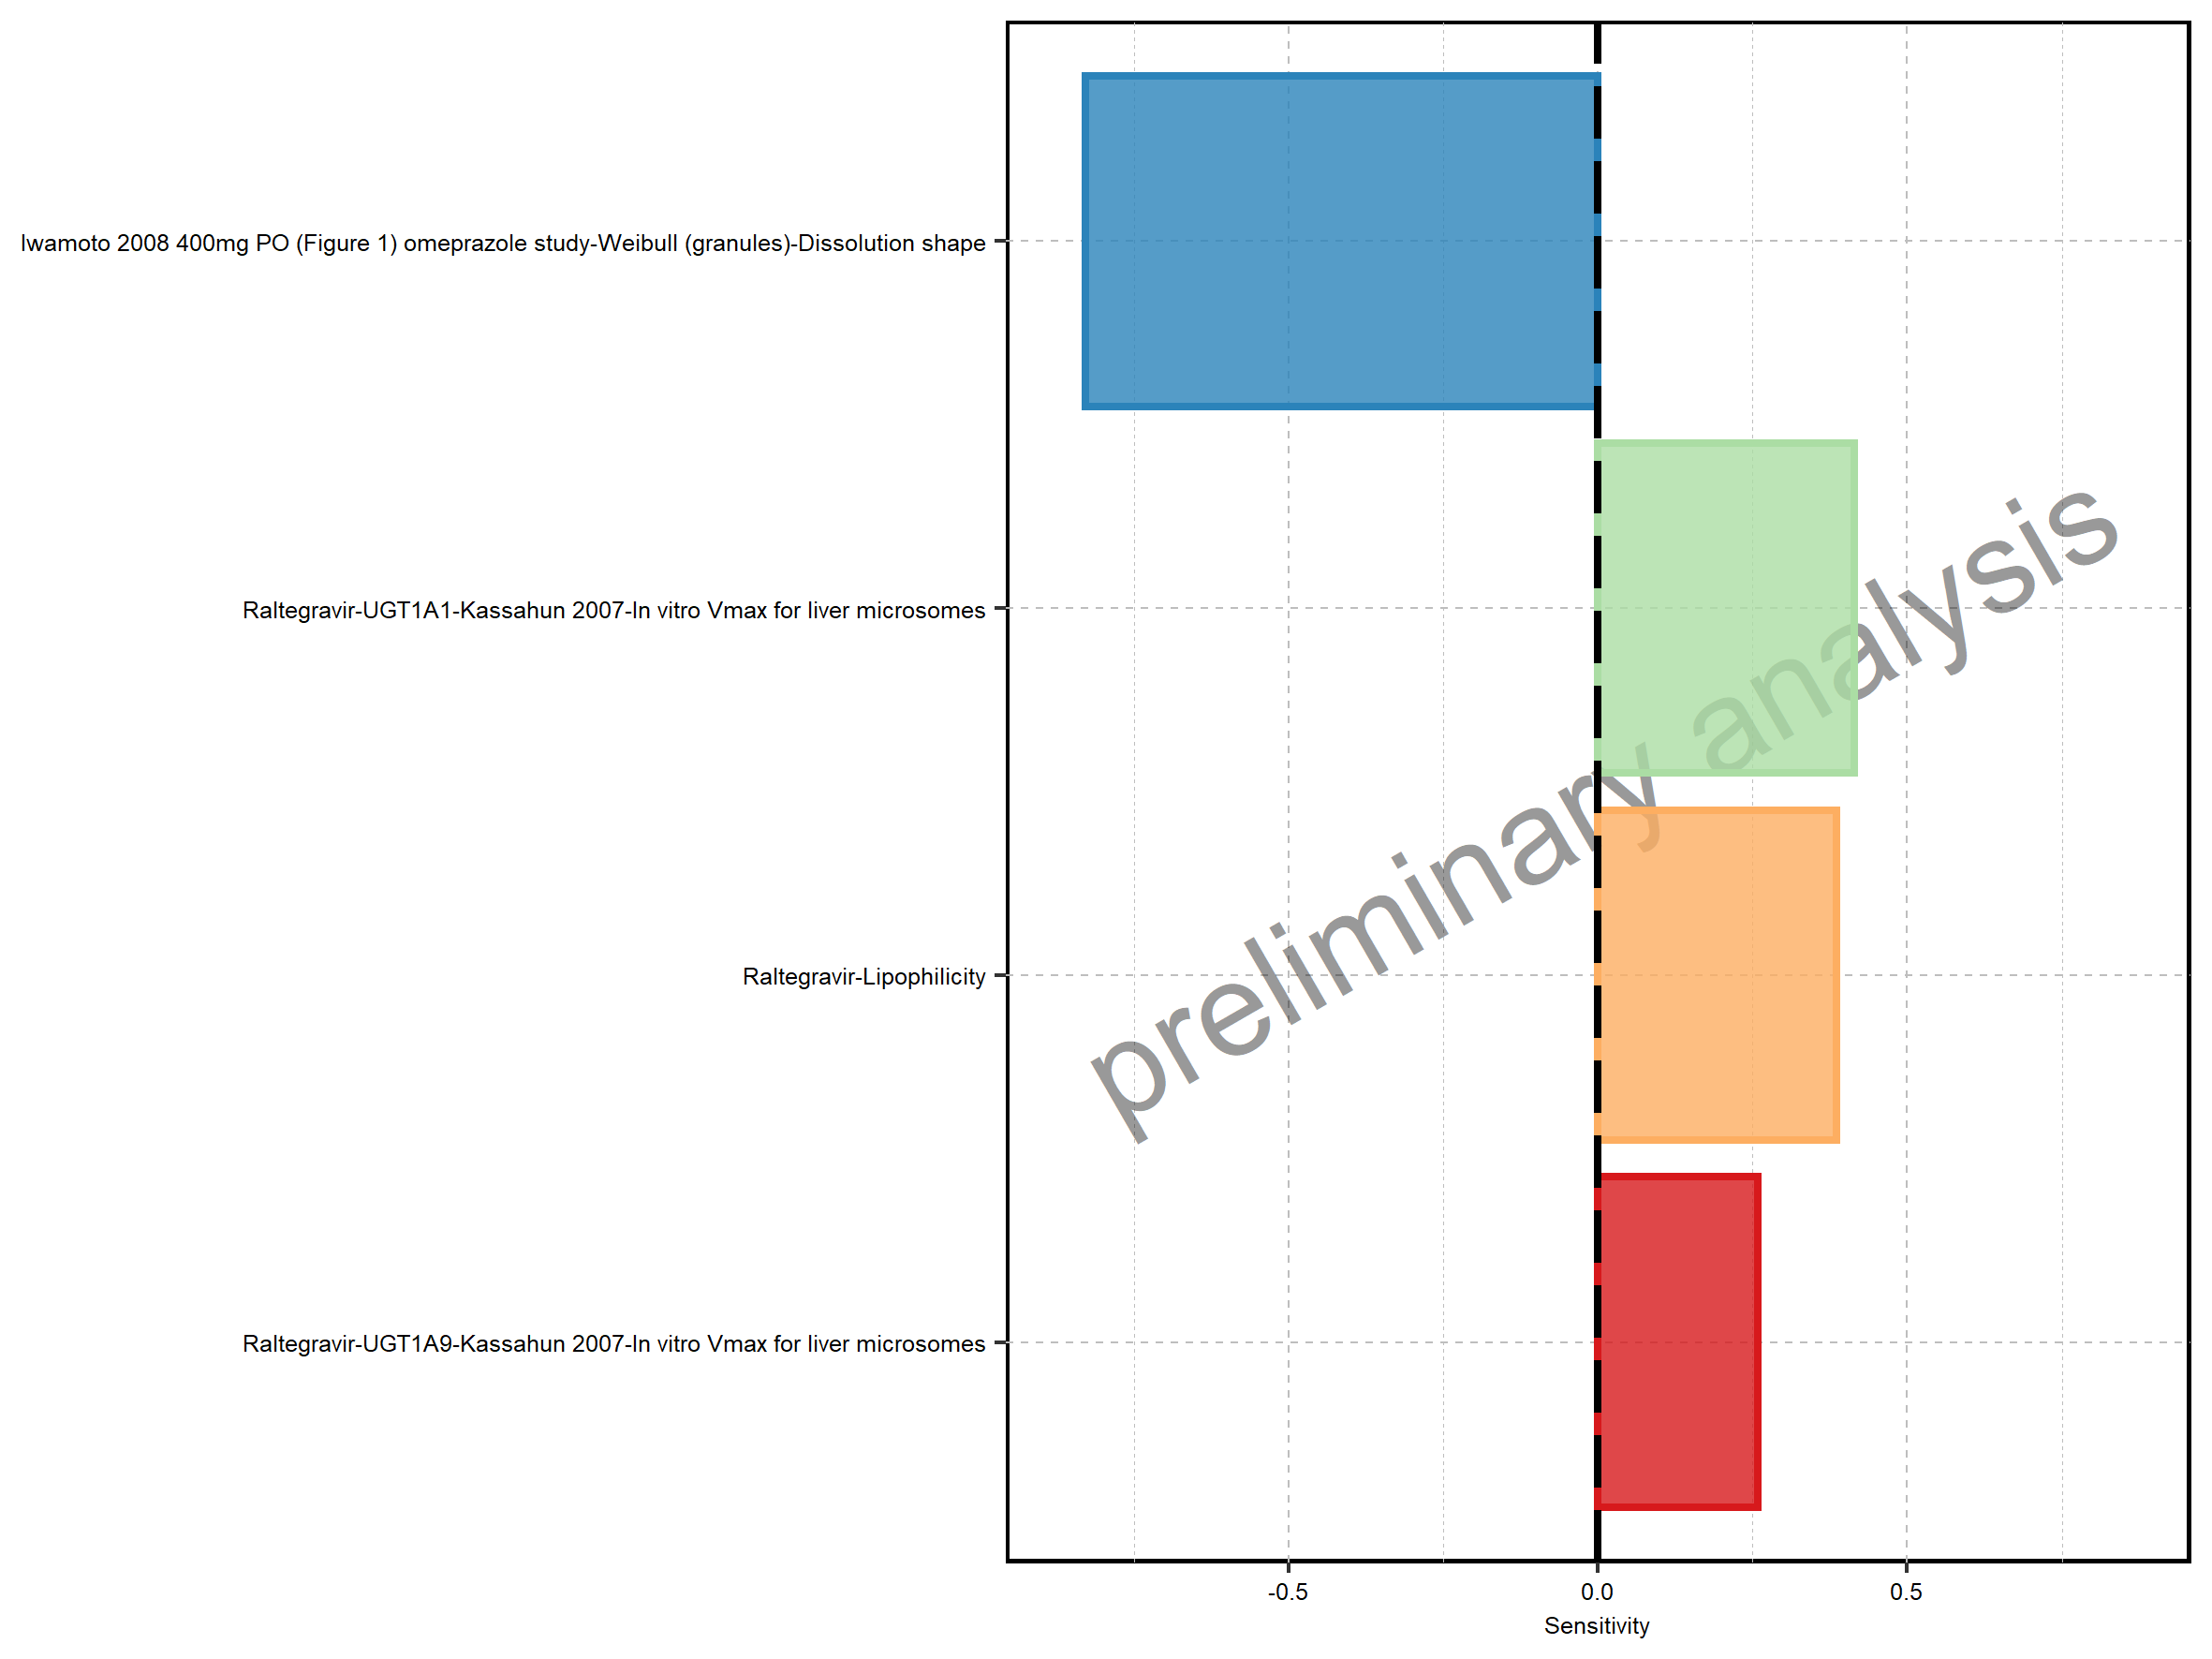 Iwamoto 2008 400mg PO (Figure 1) omeprazole study-Weibull (granules)-Dissolution shape
Raltegravir-UGT1A1-Kassahun 2007-In vitro Vmax for liver microsomes
Raltegravir-Lipophilicity
Raltegravir-UGT1A9-Kassahun 2007-In vitro Vmax for liver microsomes
preliminary analysis
-0.5 0.0 0.5
Sensitivity